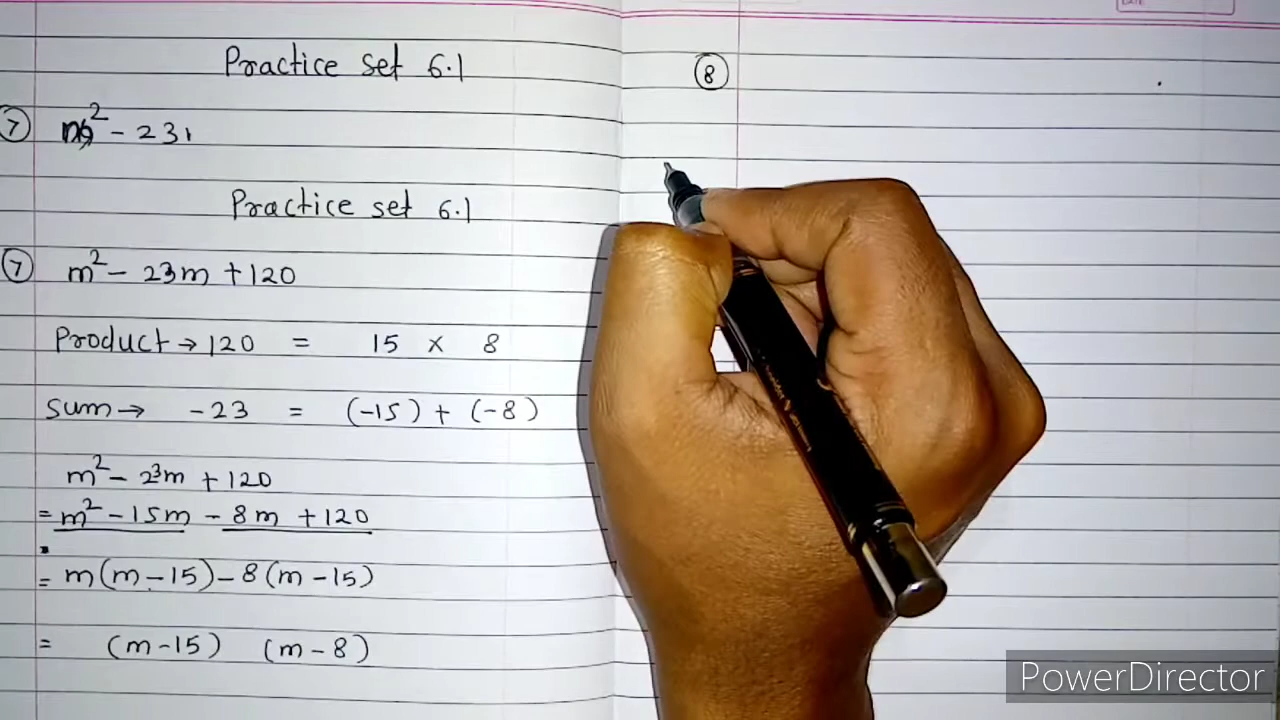 Practice set 6.1
⑦ m² - 23
Practice set 6.1
⑦ m² - 23m + 120
Product → 120 = 15 × 8
sum → -23 = (-15) + (-8)
m² - 23m + 120
= m² - 15m - 8m + 120
= m(m - 15) - 8(m - 15)
= (m - 15) (m - 8)
⑧
DATE
PowerDirector